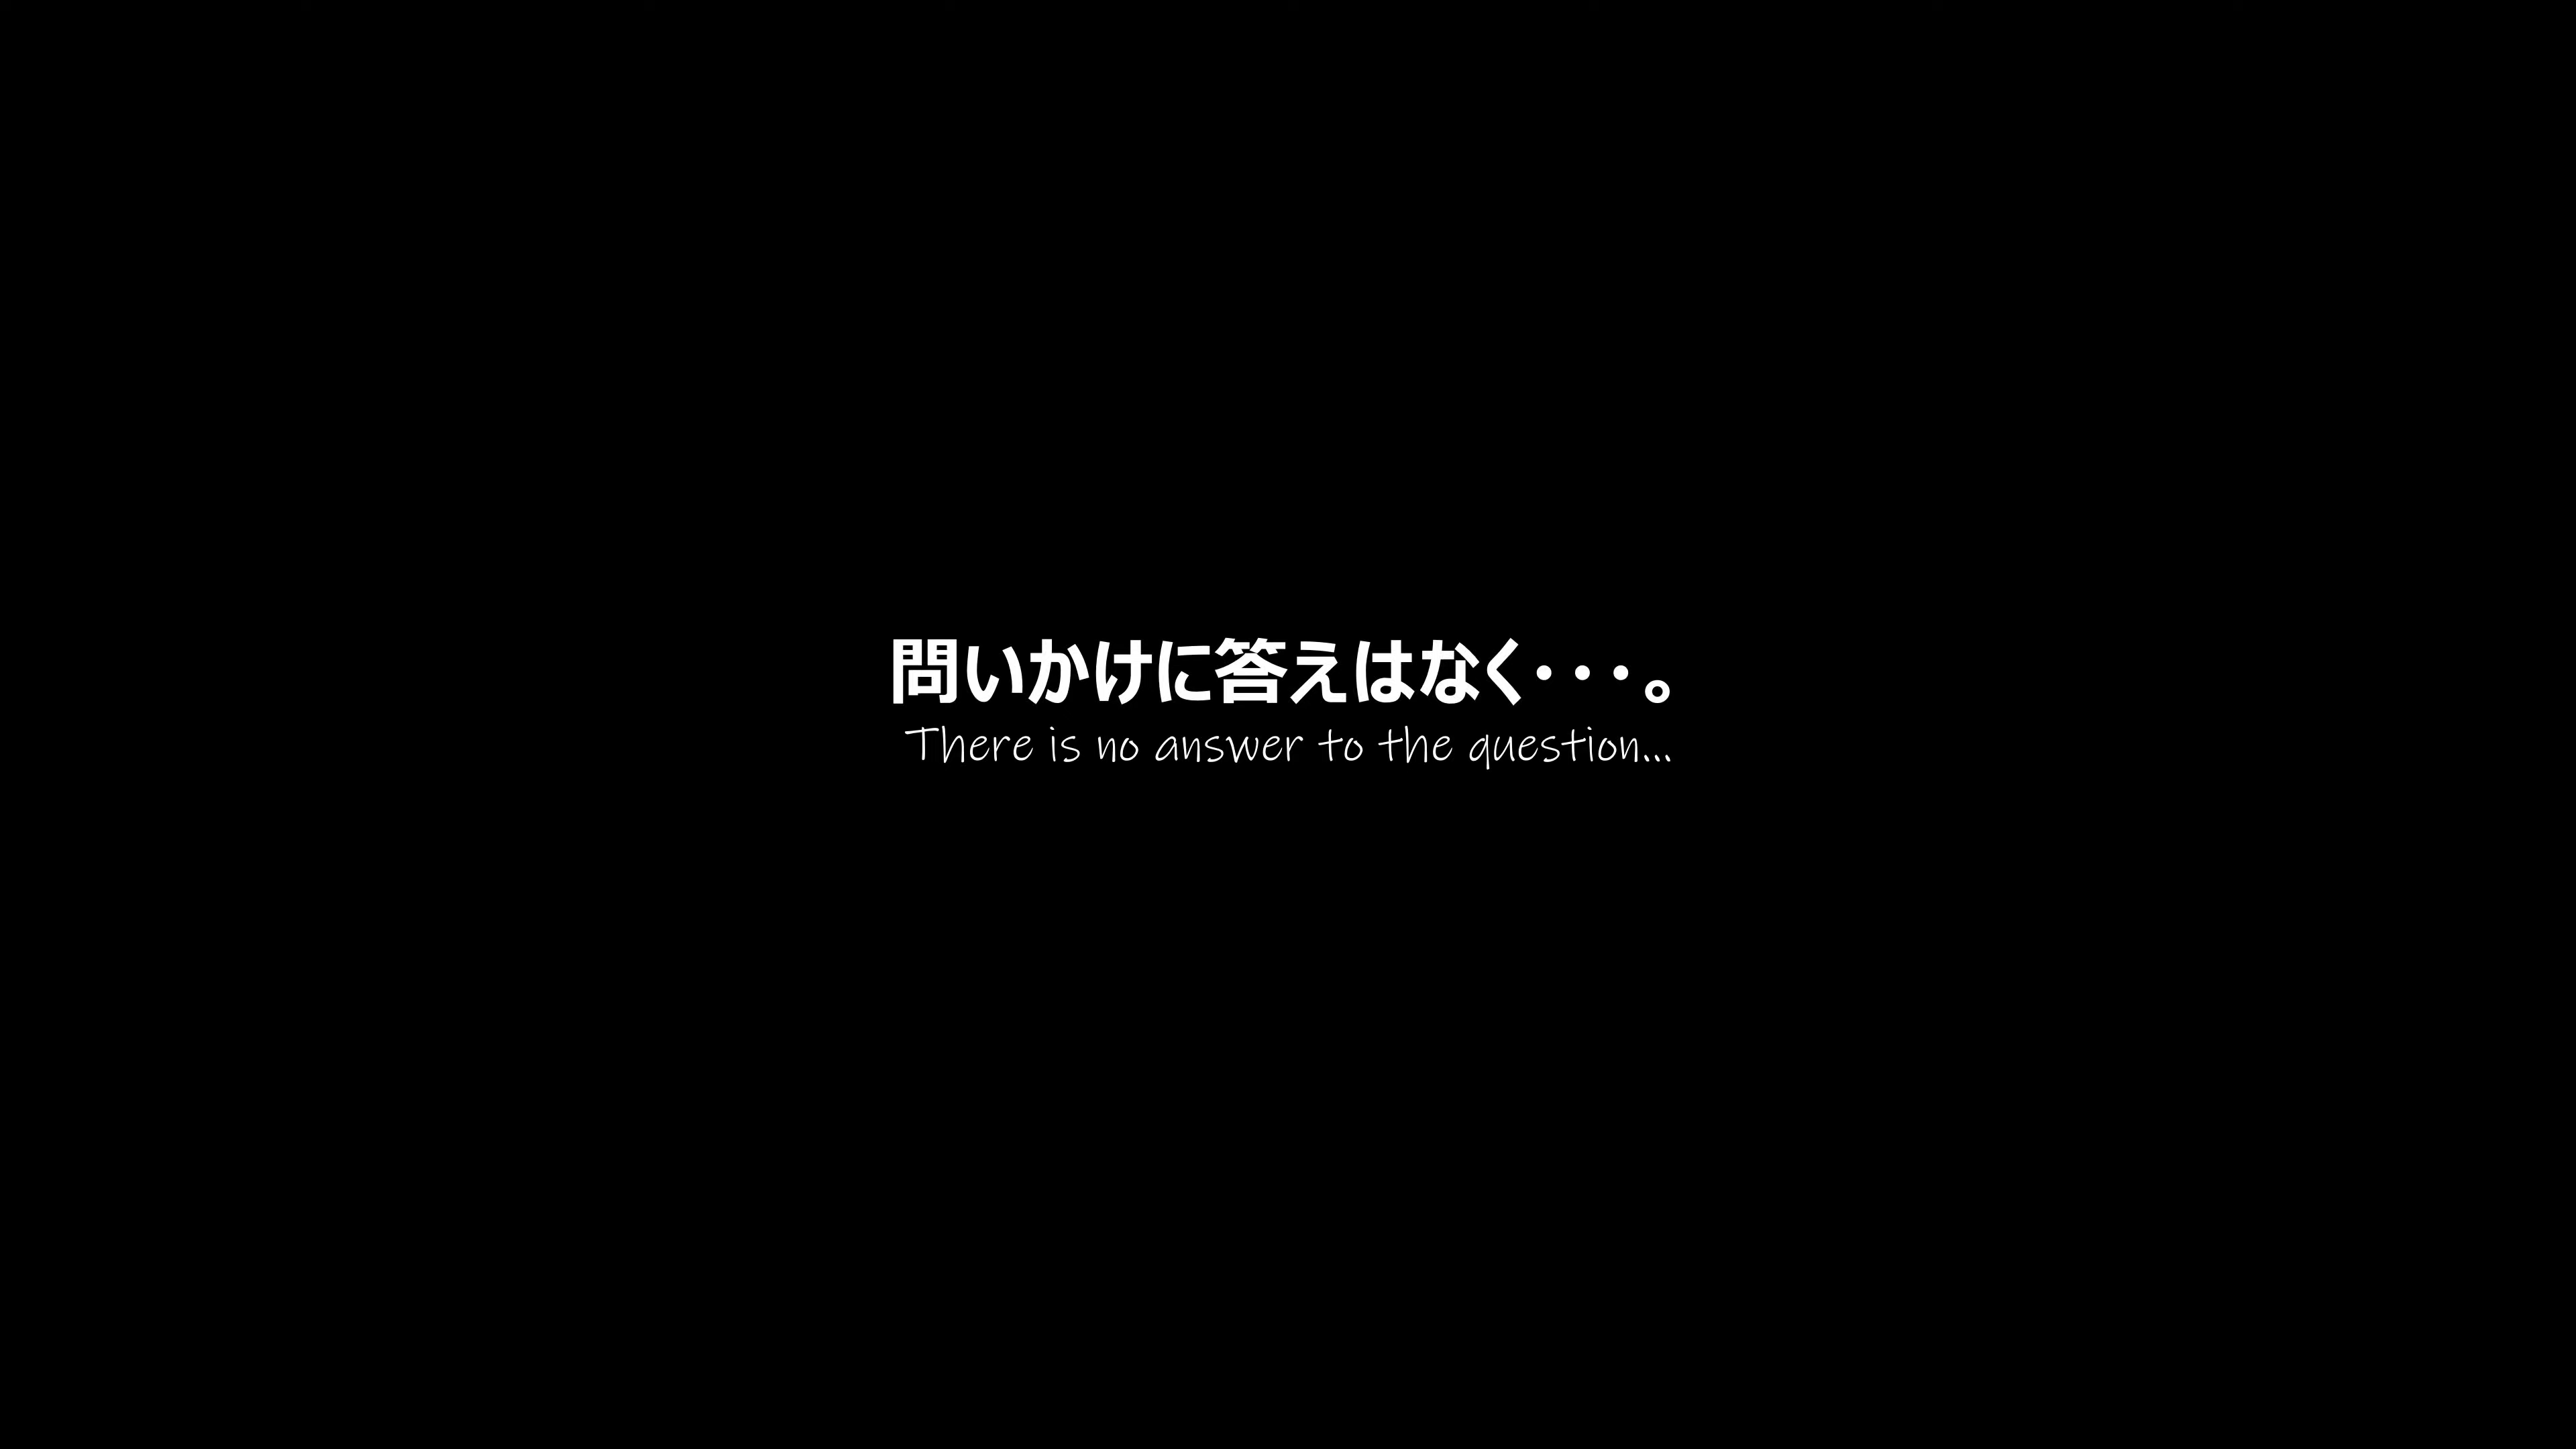 問いかけに答えはなく・・・。
There is no answer to the question...